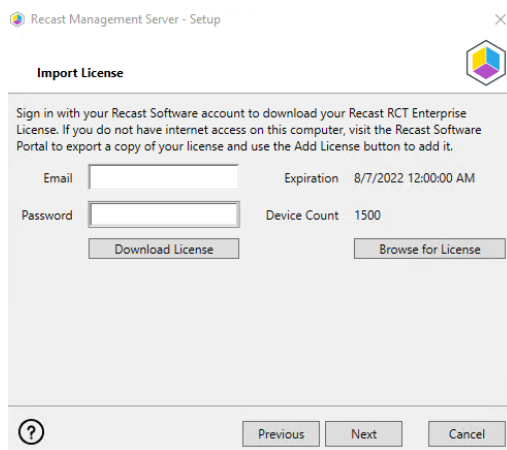 Recast Management Server - Setup
Import License
Sign in with your Recast Software account to download your Recast RCT Enterprise
License. If you do not have internet access on this computer, visit the Recast Software
Portal to export a copy of your license and use the Add License button to add it.
Email Expiration 8/7/2022 12:00:00 AM
Password Device Count 1500
Download License Browse for License
? Previous Next Cancel